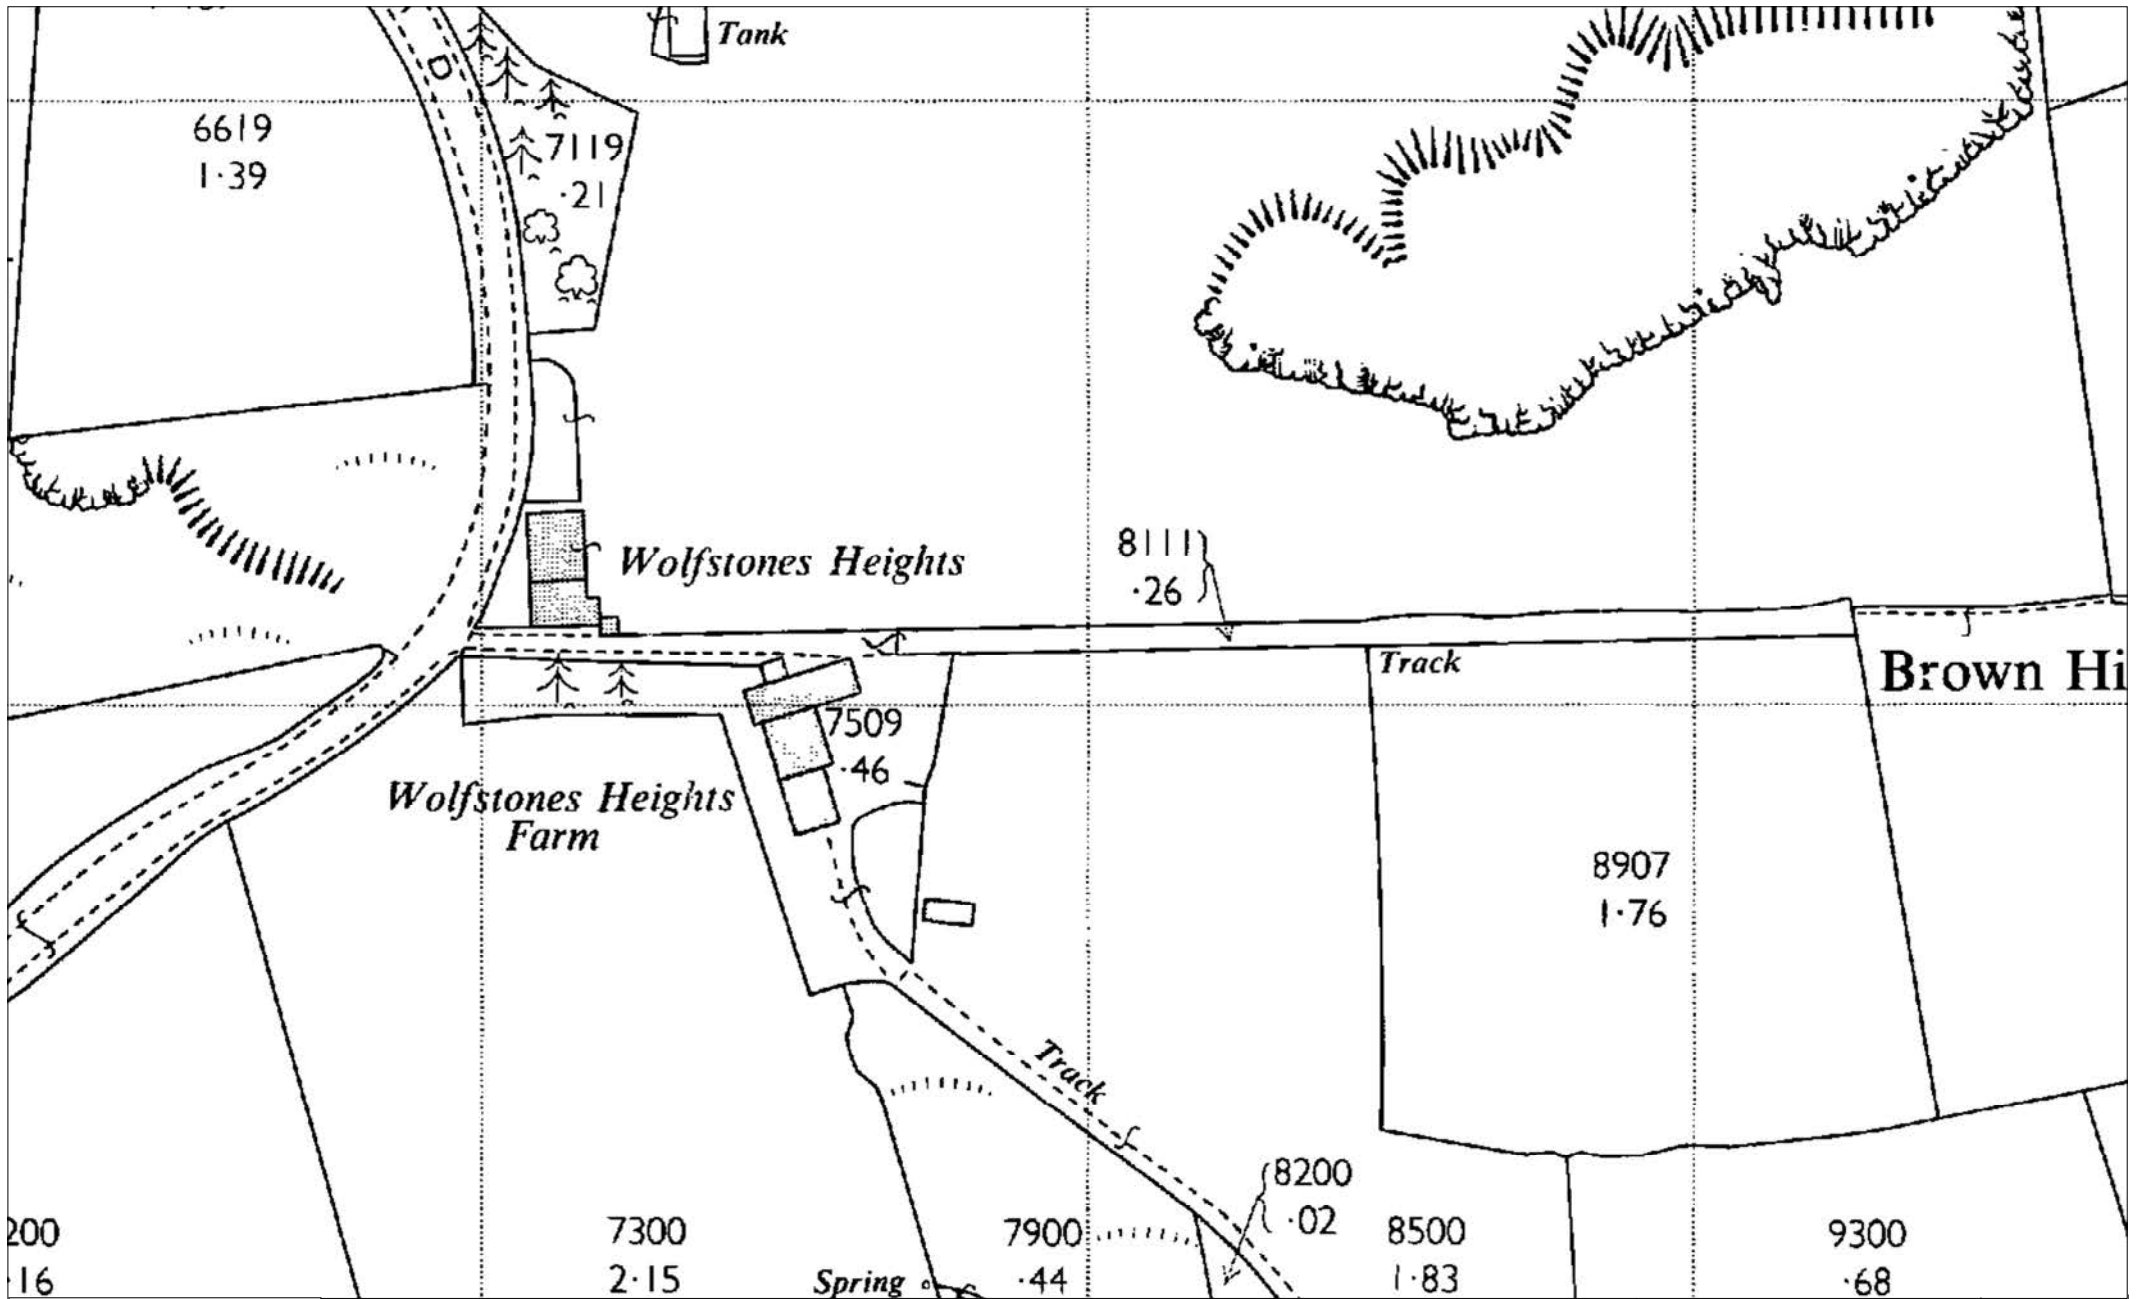 Tank
D
6619
1·39
7119
·21
Wolfstones Heights
8111
·26
Track
Brown Hi
7509
·46
Wolfstones Heights
Farm
8907
1·76
Track
8200
·02
200
·16
7300
2·15
7900
·44
8500
1·83
9300
·68
Spring